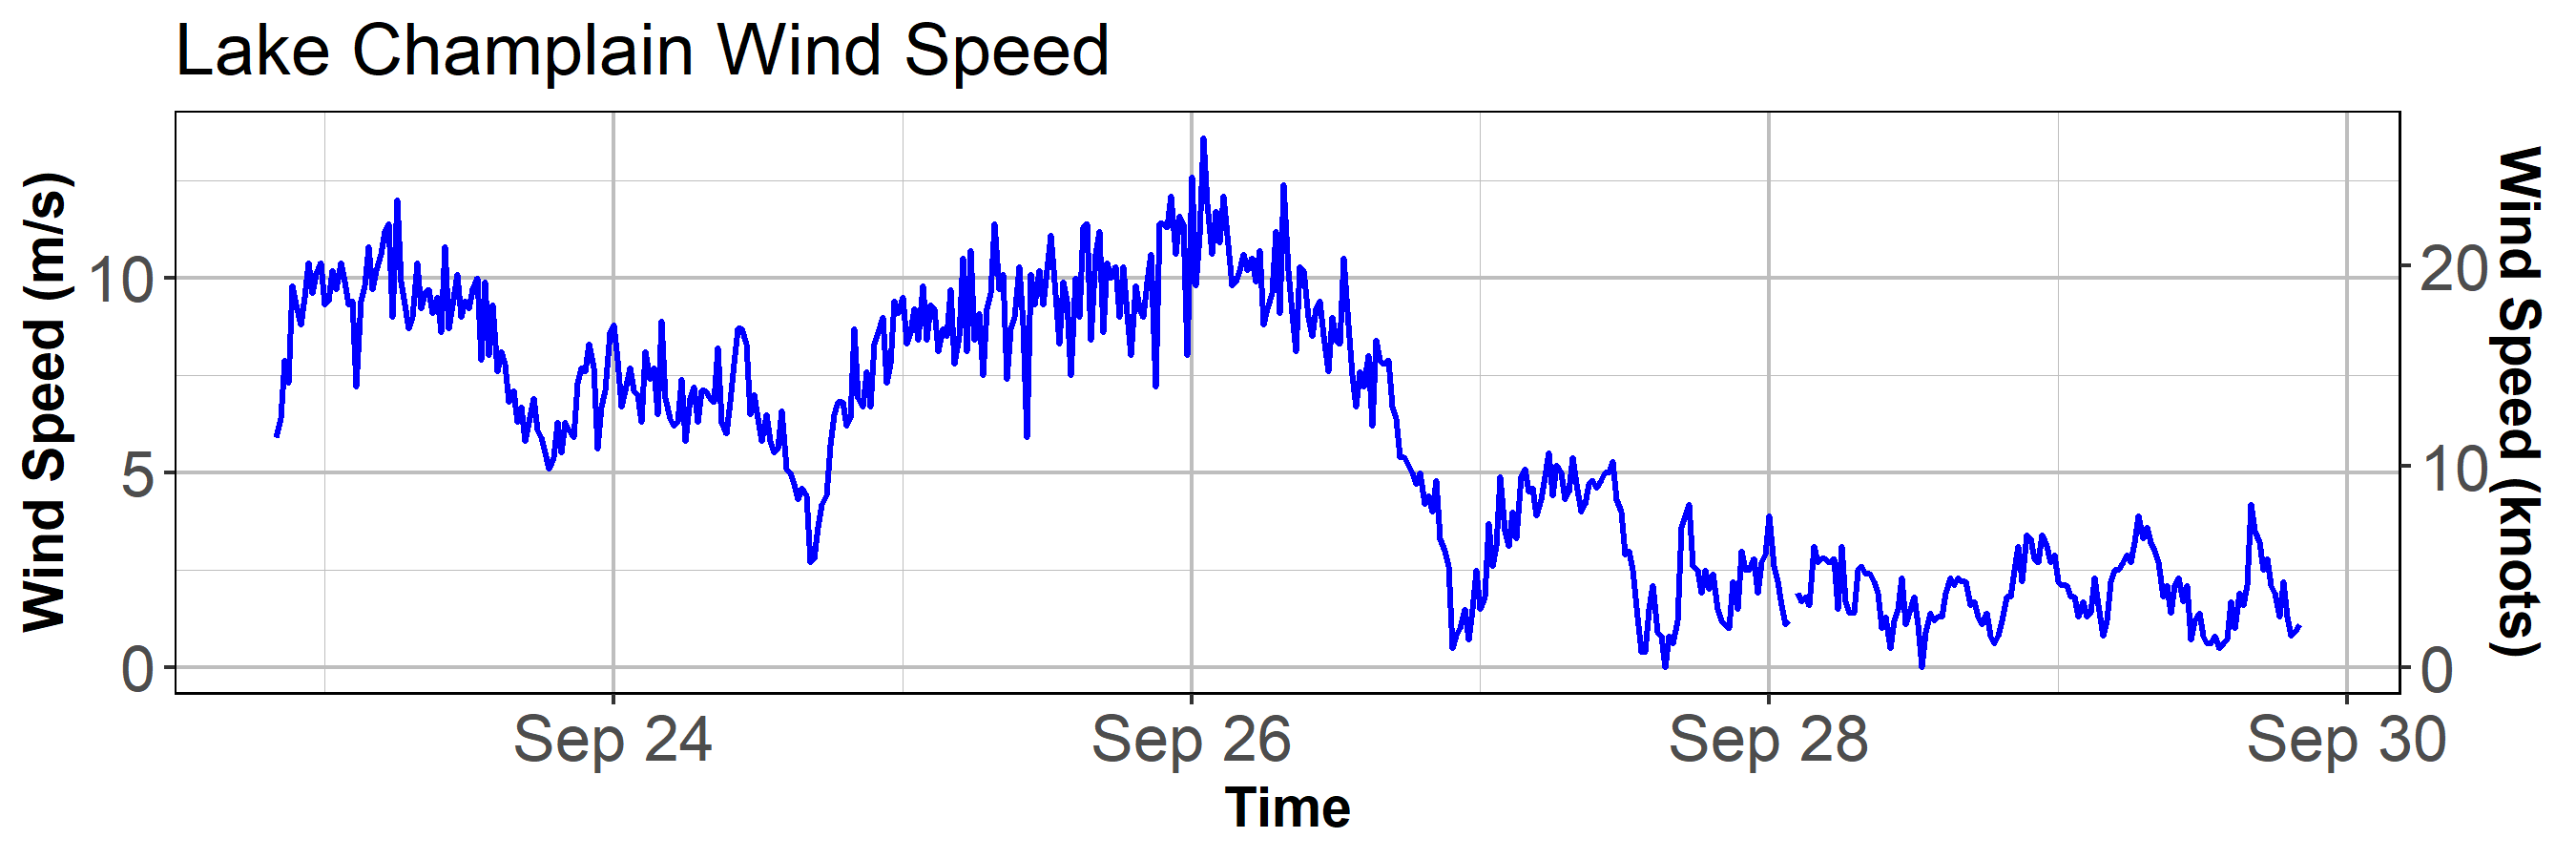 Lake Champlain Wind Speed
Wind Speed (m/s)
10
5
0
20
10
0
Wind Speed (knots)
Sep 24
Sep 26
Sep 28
Sep 30
Time